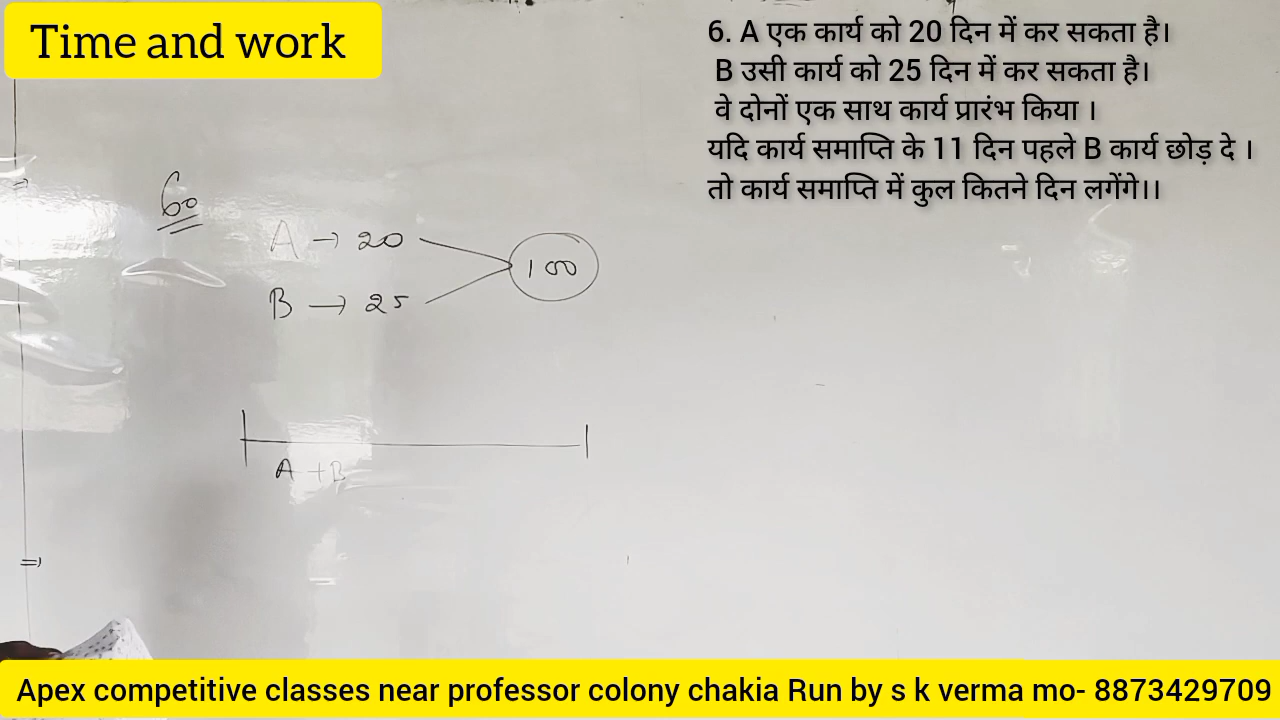 Time and work
6. A एक कार्य को 20 दिन में कर सकता है।
B उसी कार्य को 25 दिन में कर सकता है।
वे दोनों एक साथ कार्य प्रारंभ किया ।
यदि कार्य समाप्ति के 11 दिन पहले B कार्य छोड़ दे ।
तो कार्य समाप्ति में कुल कितने दिन लगेंगे।।
60
A → 20
100
B → 25
A + B
⇒
Apex competitive classes near professor colony chakia Run by s k verma mo- 8873429709